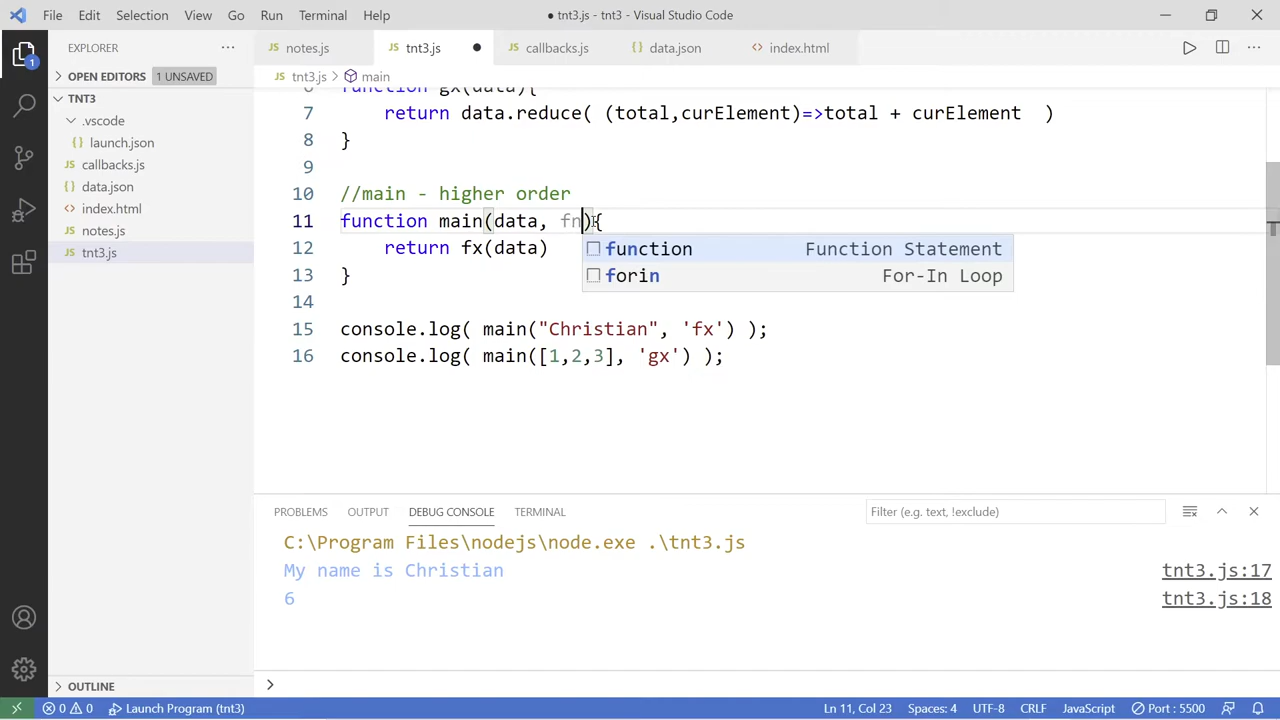 File Edit Selection View Go Run Terminal Help
● tnt3.js - tnt3 - Visual Studio Code
EXPLORER
notes.js tnt3.js callbacks.js data.json index.html
OPEN EDITORS 1 UNSAVED
tnt3.js > main
TNT3
.vscode
launch.json
callbacks.js
data.json
index.html
notes.js
tnt3.js
OUTLINE
6 function gx(data){
7 return data.reduce( (total,curElement)=>total + curElement )
8 }
9
10 //main - higher order
11 function main(data, fn){
12 return fx(data)
13 }
14
15 console.log( main("Christian", 'fx') );
16 console.log( main([1,2,3], 'gx') );
function Function Statement
forin For-In Loop
PROBLEMS OUTPUT DEBUG CONSOLE TERMINAL
Filter (e.g. text, !exclude)
C:\Program Files\nodejs\node.exe .\tnt3.js
My name is Christian tnt3.js:17
6 tnt3.js:18
>
1
0 0 Launch Program (tnt3) Ln 11, Col 23 Spaces: 4 UTF-8 CRLF JavaScript Port : 5500